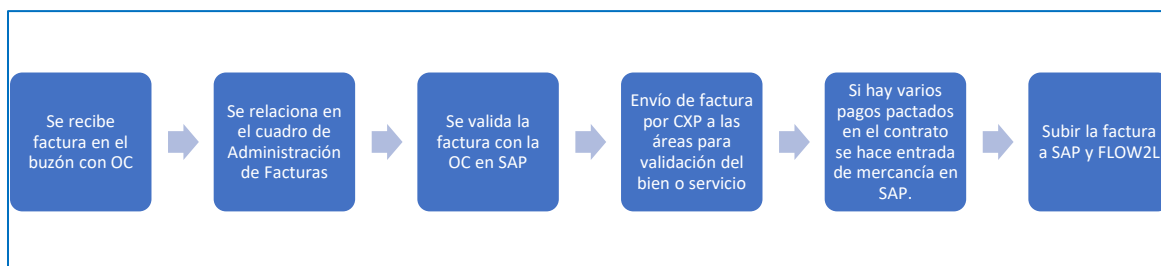 Se recibe
factura en el
buzón con OC
Se relaciona en
el cuadro de
Administración
de Facturas
Se valida la
factura con la
OC en SAP
Envío de factura
por CXP a las
áreas para
validación del
bien o servicio
Si hay varios
pagos pactados
en el contrato
se hace entrada
de mercancía en
SAP.
Subir la factura
a SAP y FLOW2L